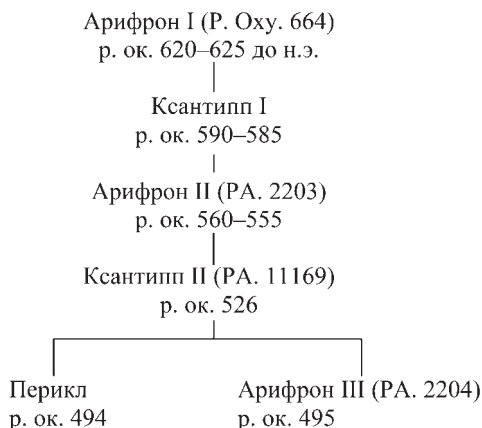 Арифрон I (P. Oxy. 664)
р. ок. 620–625 до н.э.
Ксантипп I
р. ок. 590–585
Арифрон II (PA. 2203)
р. ок. 560–555
Ксантипп II (PA. 11169)
р. ок. 526
Перикл
р. ок. 494
Арифрон III (PA. 2204)
р. ок. 495